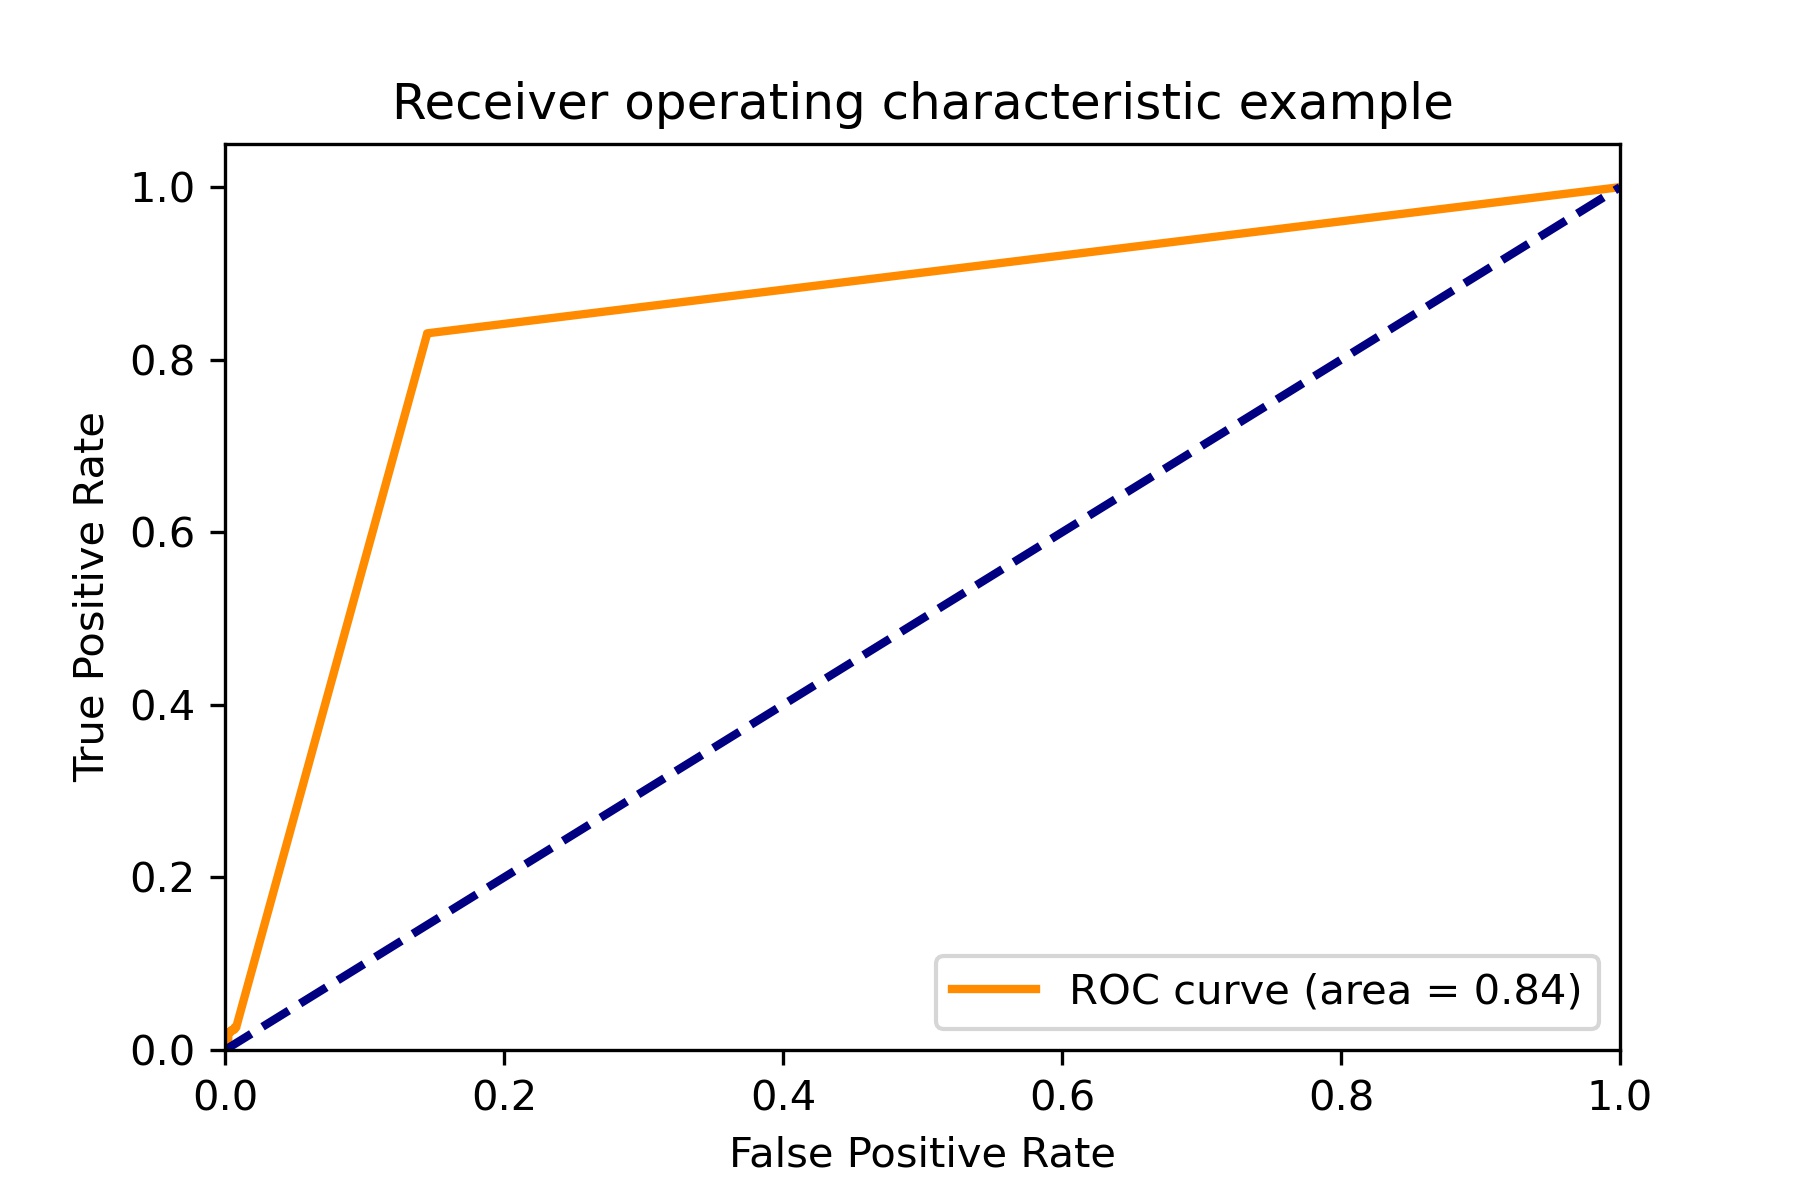 Receiver operating characteristic example
True Positive Rate
1.0
0.8
0.6
0.4
0.2
0.0
ROC curve (area = 0.84)
0.0 0.2 0.4 0.6 0.8 1.0
False Positive Rate